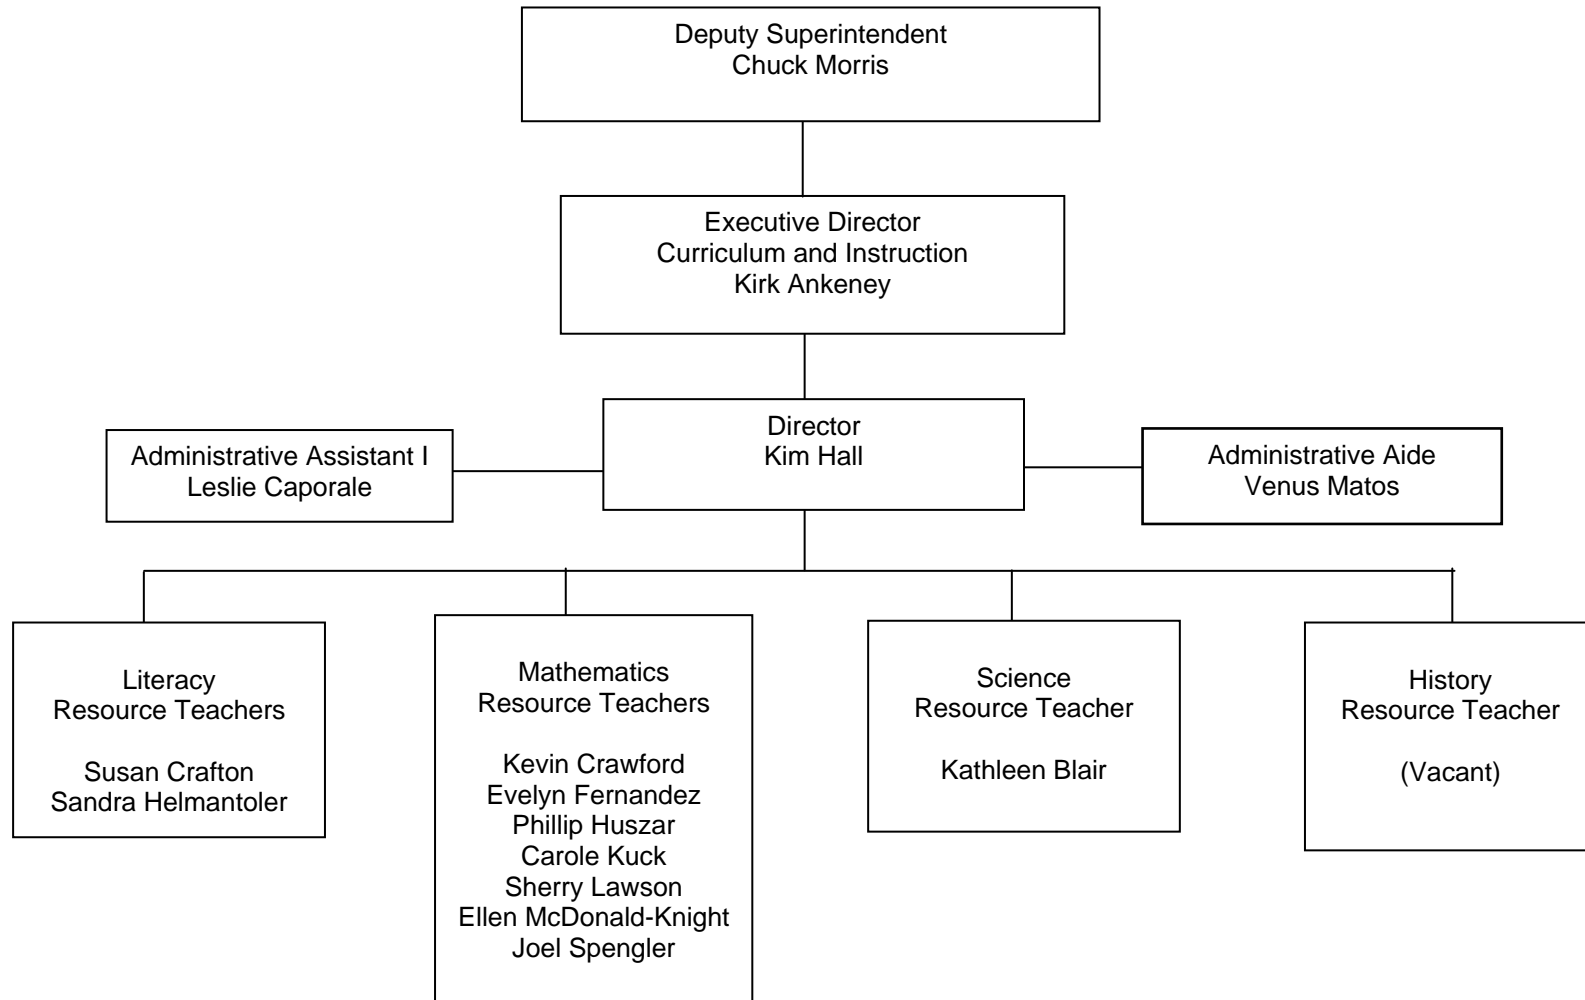 Deputy Superintendent
Chuck Morris
Executive Director
Curriculum and Instruction
Kirk Ankeney
Director
Kim Hall
Administrative Assistant I
Leslie Caporale
Administrative Aide
Venus Matos
Literacy
Resource Teachers
Susan Crafton
Sandra Helmantoler
Mathematics
Resource Teachers
Kevin Crawford
Evelyn Fernandez
Phillip Huszar
Carole Kuck
Sherry Lawson
Ellen McDonald-Knight
Joel Spengler
Science
Resource Teacher
Kathleen Blair
History
Resource Teacher
(Vacant)